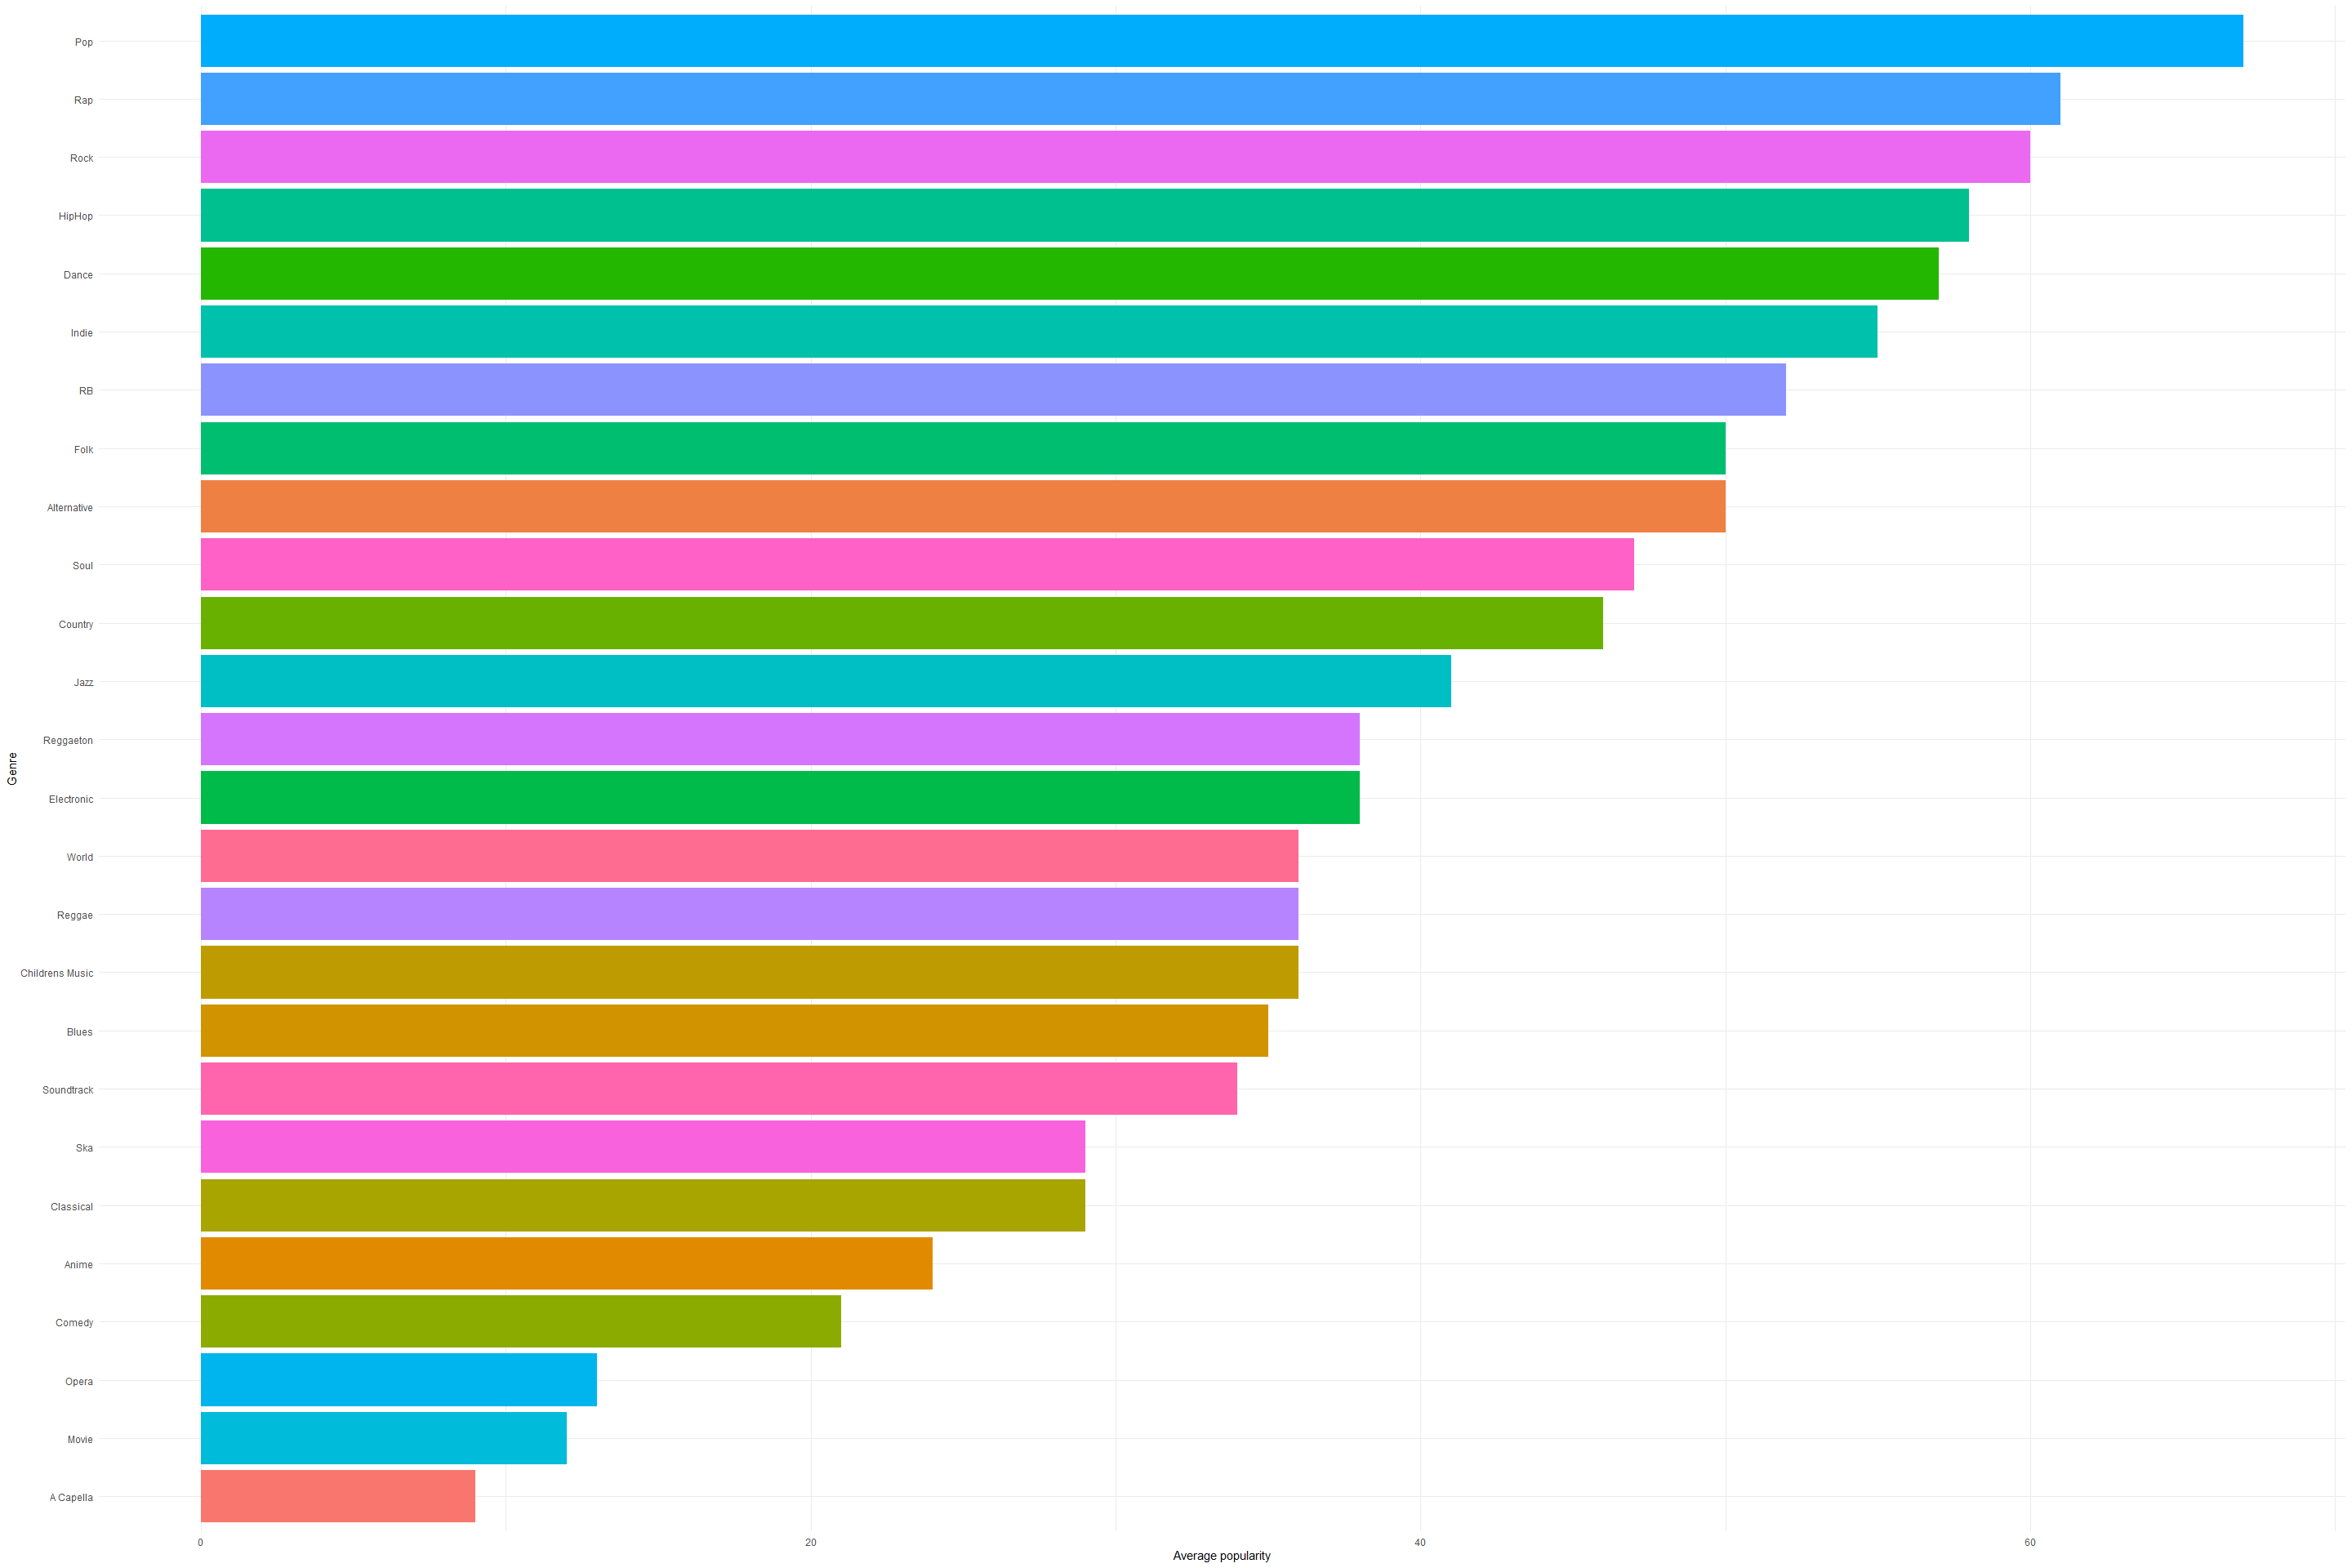 Pop
Rap
Rock
HipHop
Dance
Indie
RB
Folk
Alternative
Soul
Country
Jazz
Reggaeton
Genre
Electronic
World
Reggae
Childrens Music
Blues
Soundtrack
Ska
Classical
Anime
Comedy
Opera
Movie
A Capella
0 20 40 60
Average popularity